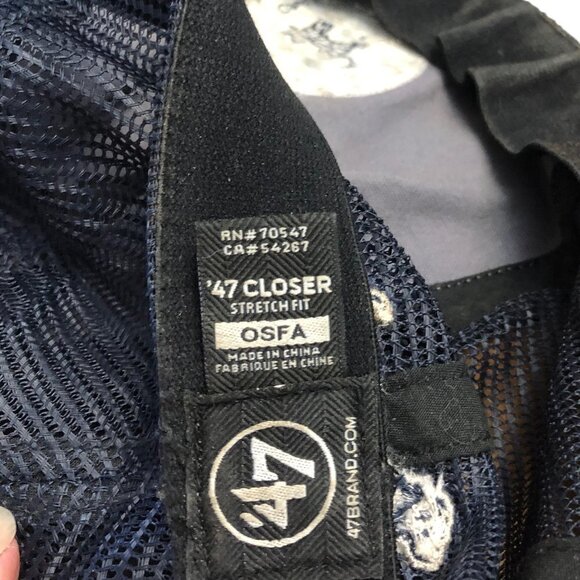 RN# 70547
CA# 54267
'47 CLOSER
STRETCH FIT
OSFA
MADE IN CHINA
FABRIQUE EN CHINE
'47
47BRAND.COM